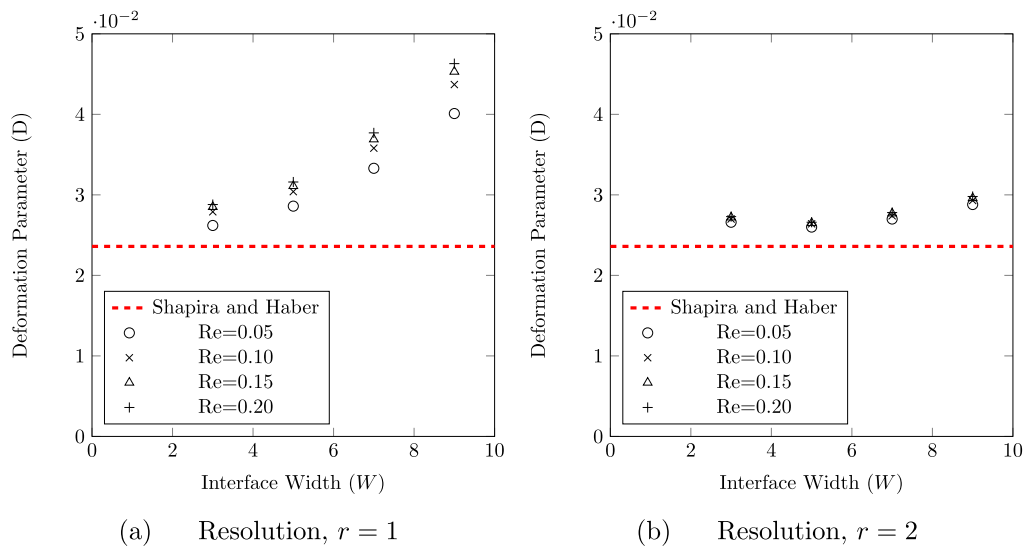 ·10⁻²
5
4
3
2
1
0
0 2 4 6 8 10
Deformation Parameter (D)
Interface Width (W)
Shapira and Haber
Re=0.05
Re=0.10
Re=0.15
Re=0.20
(a) Resolution, r = 1
·10⁻²
5
4
3
2
1
0
0 2 4 6 8 10
Deformation Parameter (D)
Interface Width (W)
Shapira and Haber
Re=0.05
Re=0.10
Re=0.15
Re=0.20
(b) Resolution, r = 2